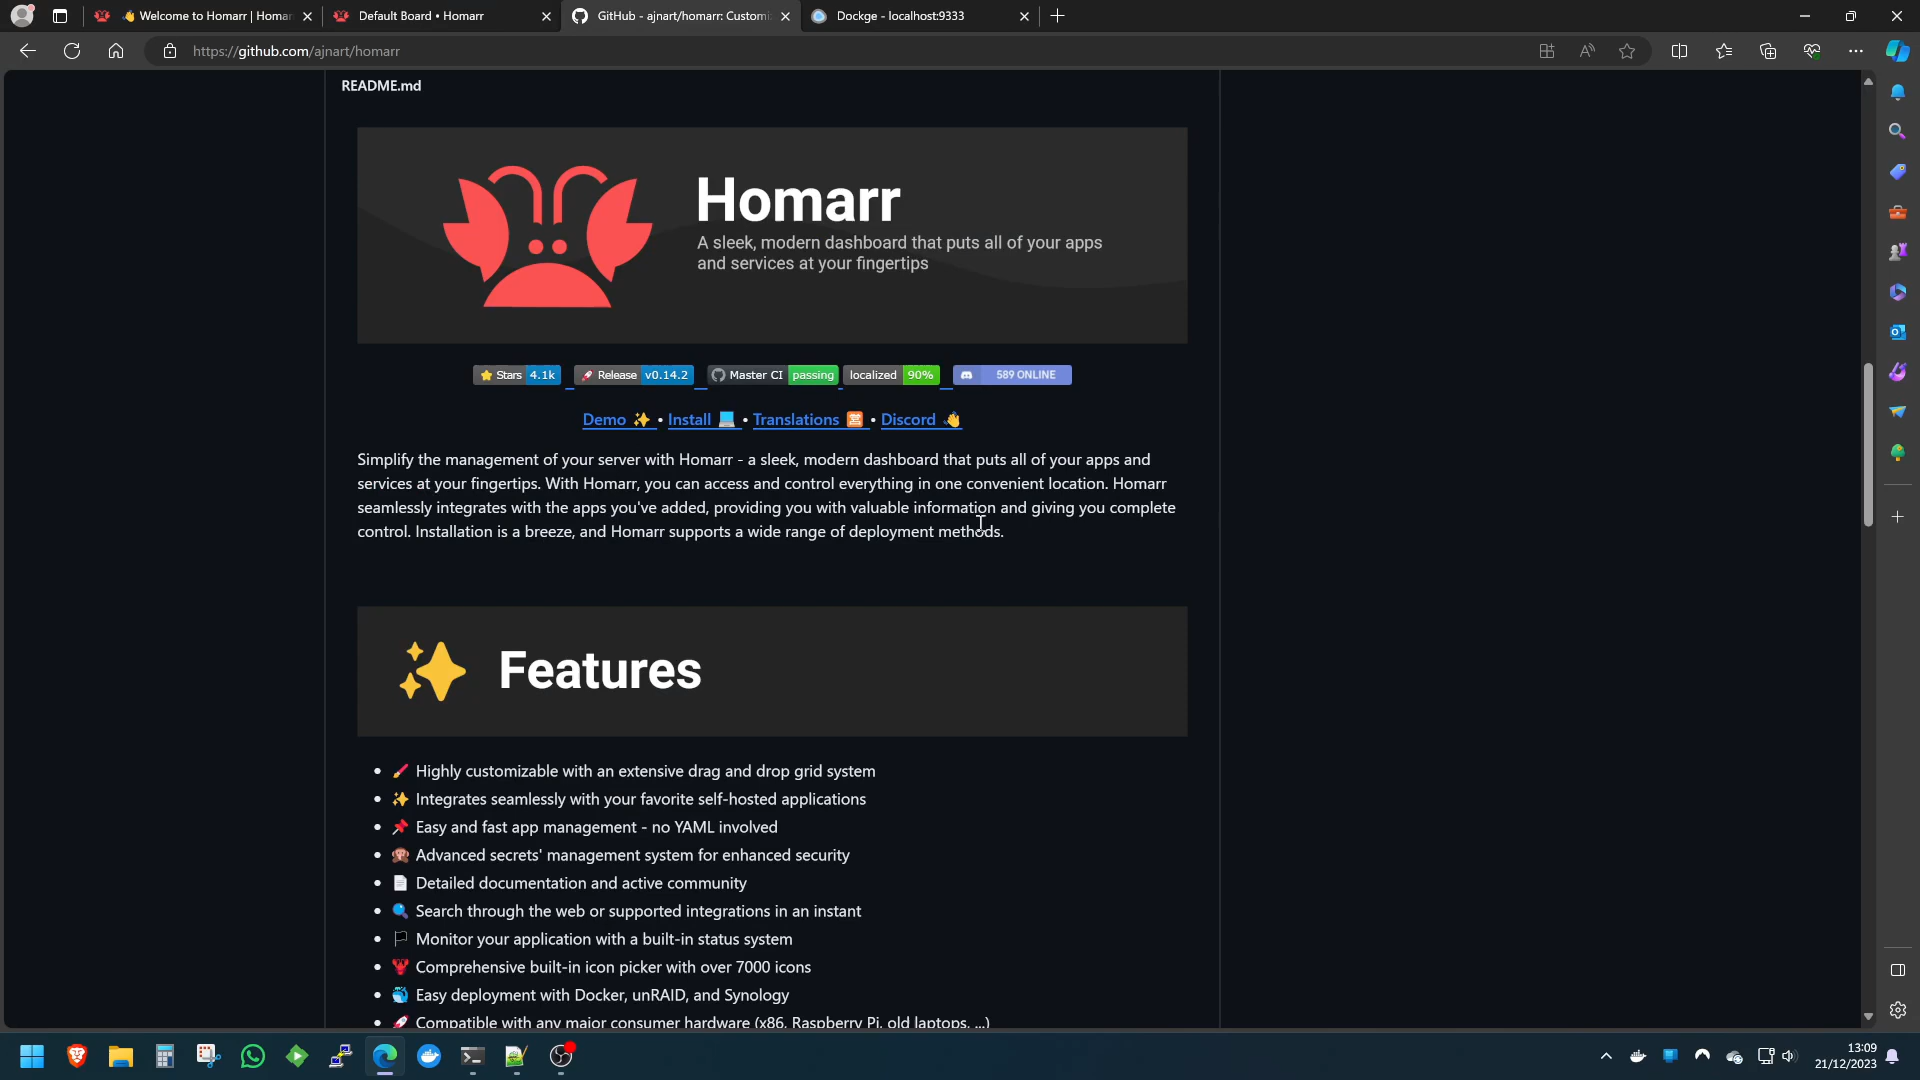 👋 Welcome to Homarr | Homar
Default Board • Homarr
GitHub - ajnart/homarr: Customi
Dockge - localhost:9333
https://github.com/ajnart/homarr
README.md
Homarr
A sleek, modern dashboard that puts all of your apps
and services at your fingertips
Stars 4.1k Release v0.14.2 Master CI passing localized 90% 589 ONLINE
Demo ✨ • Install 💻 • Translations 🈺 • Discord 👋
Simplify the management of your server with Homarr - a sleek, modern dashboard that puts all of your apps and
services at your fingertips. With Homarr, you can access and control everything in one convenient location. Homarr
seamlessly integrates with the apps you've added, providing you with valuable information and giving you complete
control. Installation is a breeze, and Homarr supports a wide range of deployment methods.
Features
• 🖌️ Highly customizable with an extensive drag and drop grid system
• ✨ Integrates seamlessly with your favorite self-hosted applications
• 📌 Easy and fast app management - no YAML involved
• 🙊 Advanced secrets' management system for enhanced security
• 📄 Detailed documentation and active community
• 🔍 Search through the web or supported integrations in an instant
• 🏴 Monitor your application with a built-in status system
• 🦞 Comprehensive built-in icon picker with over 7000 icons
• 🐳 Easy deployment with Docker, unRAID, and Synology
• 🚀 Compatible with any major consumer hardware (x86, Raspberry Pi, old laptops, ...)
13:09
21/12/2023